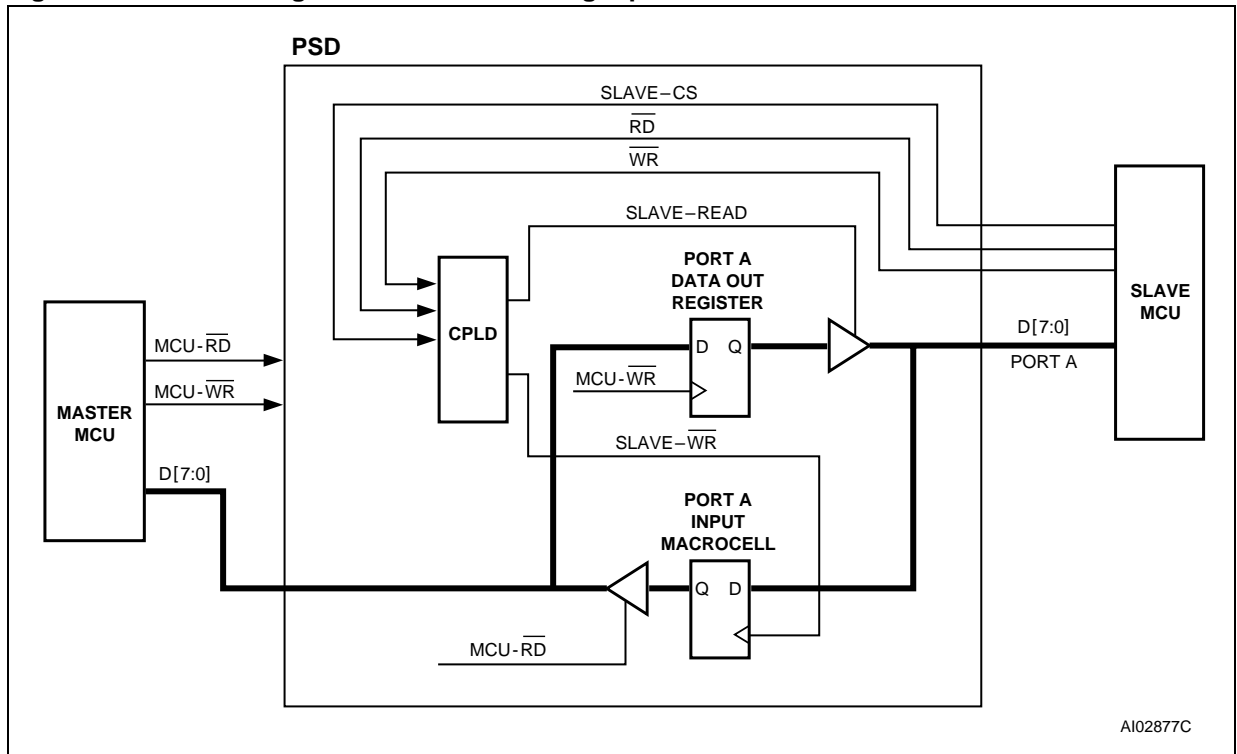 PSD
SLAVE–CS
RD
WR
SLAVE–READ
PORT A
DATA OUT
REGISTER
SLAVE
MCU
CPLD
D Q
D[7:0]
PORT A
MCU-RD
MCU-WR
MCU-WR
MASTER
MCU
SLAVE–WR
D[7:0]
PORT A
INPUT
MACROCELL
Q D
MCU-RD
AI02877C